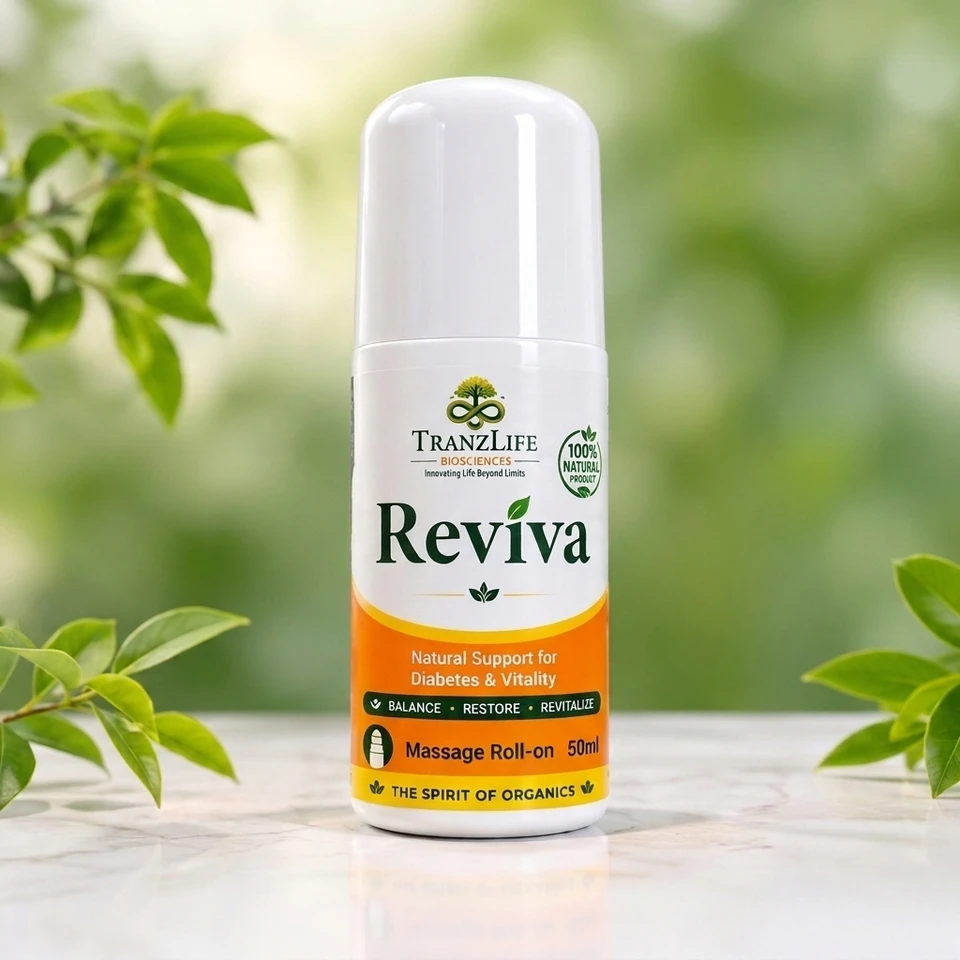 TRANZLIFE
BIOSCIENCES
Innovating Life Beyond Limits
100%
NATURAL
PRODUCT
Reviva
Natural Support for
Diabetes & Vitality
BALANCE • RESTORE • REVITALIZE
Massage Roll-on 50ml
THE SPIRIT OF ORGANICS